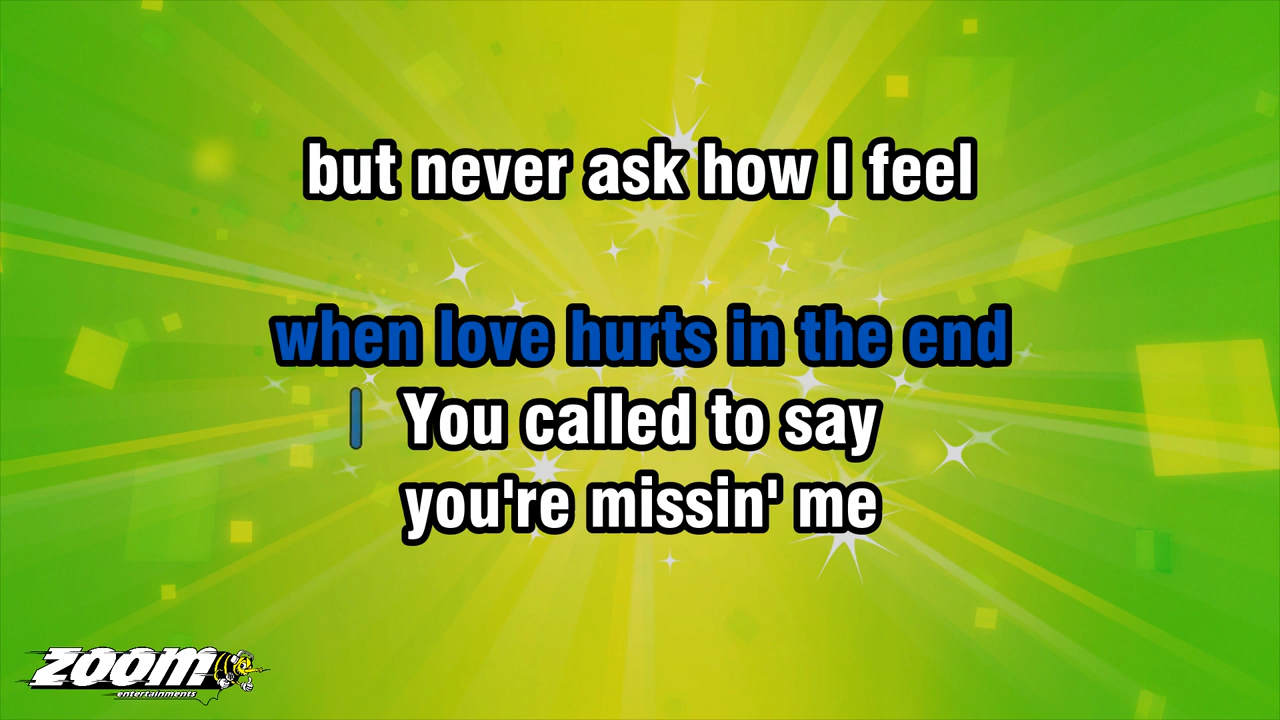 but never ask how I feel
when love hurts in the end
You called to say
you're missin' me
ZOOM
entertainments